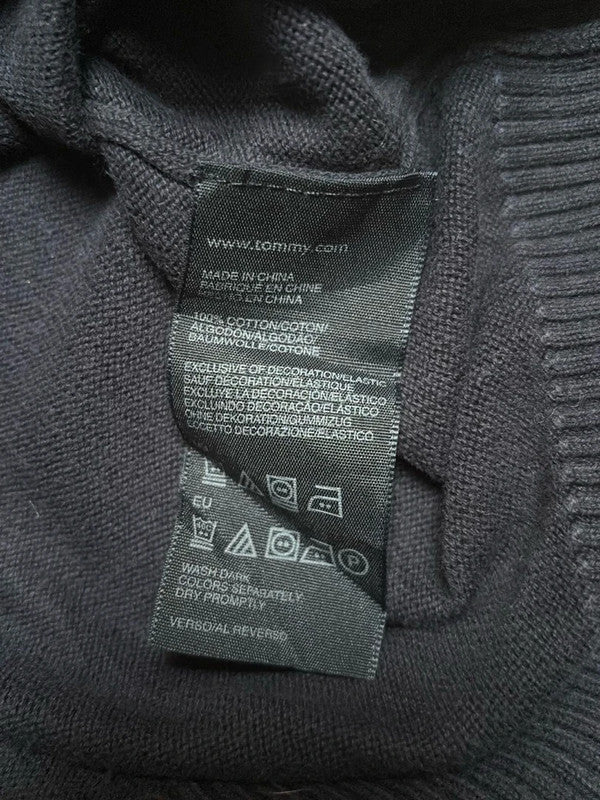 www.tommy.com
MADE IN CHINA
FABRIQUÉ EN CHINE
HECHO EN CHINA
100% COTTON/COTON/
ALGODÓN/ALGODÃO/
BAUMWOLLE/COTONE
EXCLUSIVE OF DECORATION/ELASTIC
SAUF DÉCORATION/ÉLASTIQUE
EXCLUYE LA DECORACIÓN/ELÁSTICO
EXCLUINDO DECORAÇÃO/ELÁSTICO
OHNE DEKORATION/GUMMIZUG
ECCETTO DECORAZIONE/ELASTICO
EU
P
WASH DARK
COLORS SEPARATELY
DRY PROMPTLY
VERSO/AL REVERSO